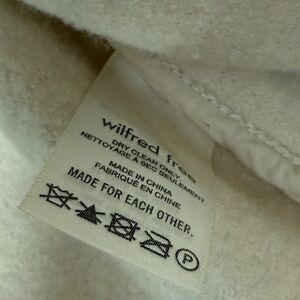 wilfred free
DRY CLEAN ONLY
NETTOYAGE À SEC SEULEMENT
MADE IN CHINA
FABRIQUÉ EN CHINE
MADE FOR EACH OTHER.
P